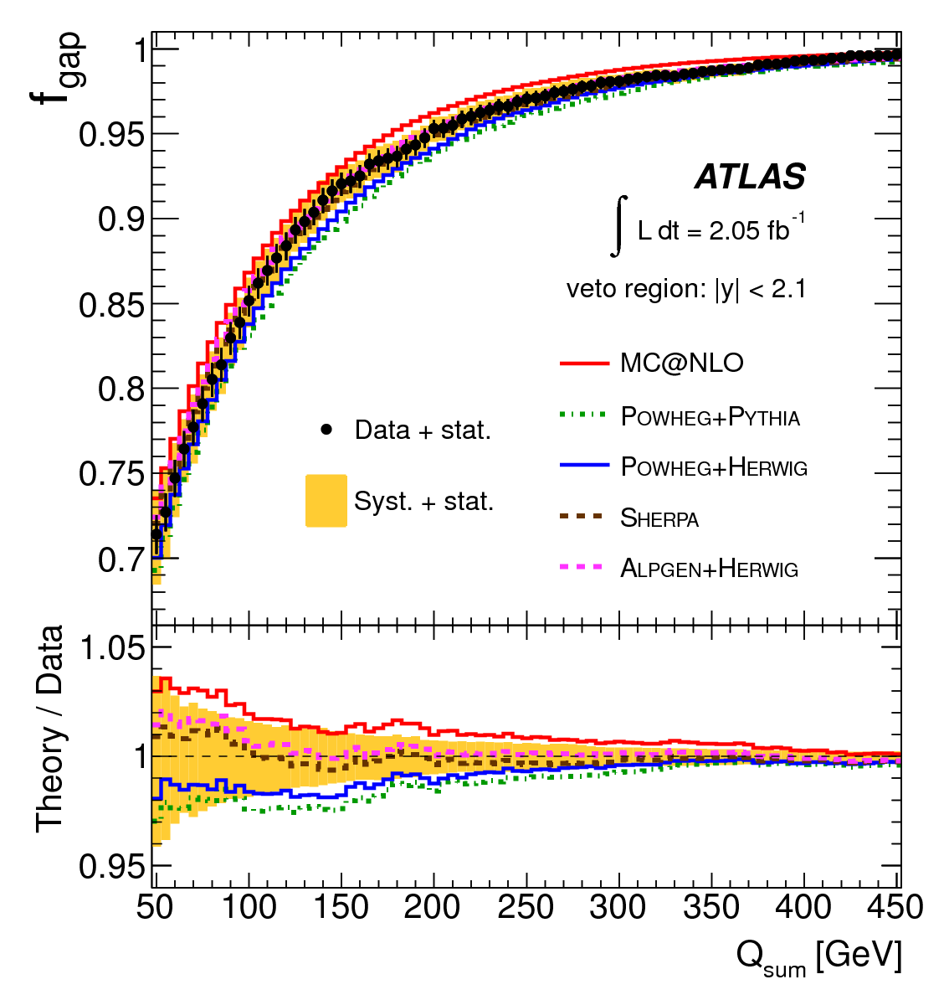 f gap
1
0.95
0.9
0.85
0.8
0.75
0.7
ATLAS
∫ L dt = 2.05 fb⁻¹
veto region: |y| < 2.1
MC@NLO
POWHEG+PYTHIA
POWHEG+HERWIG
SHERPA
ALPGEN+HERWIG
Data + stat.
Syst. + stat.
Theory / Data
1.05
1
0.95
50 100 150 200 250 300 350 400 450
Qsum [GeV]